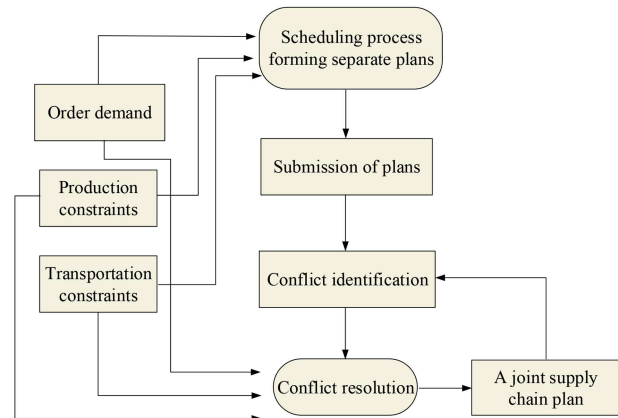 Scheduling process
forming separate plans
Order demand
Submission of plans
Production
constraints
Transportation
constraints
Conflict identification
Conflict resolution
A joint supply
chain plan